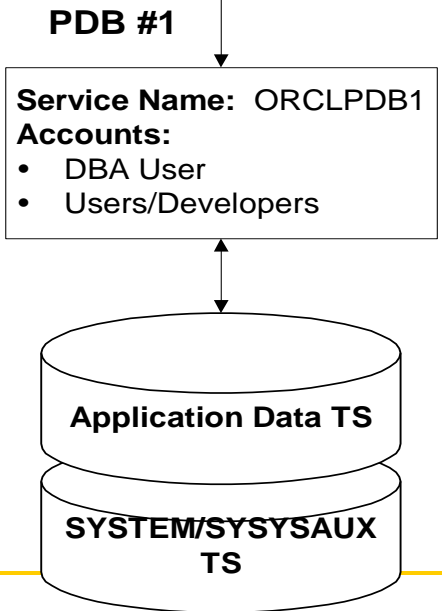 PDB #1
Service Name: ORCLPDB1
Accounts:
• DBA User
• Users/Developers
Application Data TS
SYSTEM/SYSYSAUX
TS